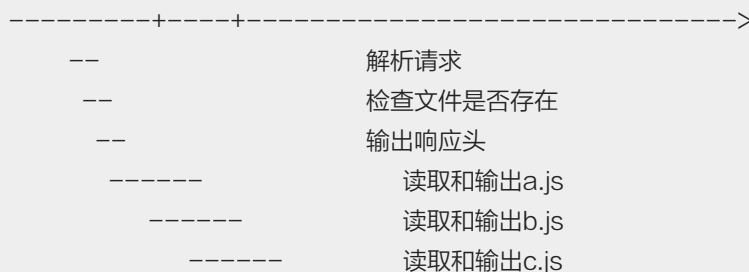 ---------+----+------------------------------->
-- 解析请求
-- 检查文件是否存在
-- 输出响应头
------ 读取和输出a.js
------ 读取和输出b.js
------ 读取和输出c.js